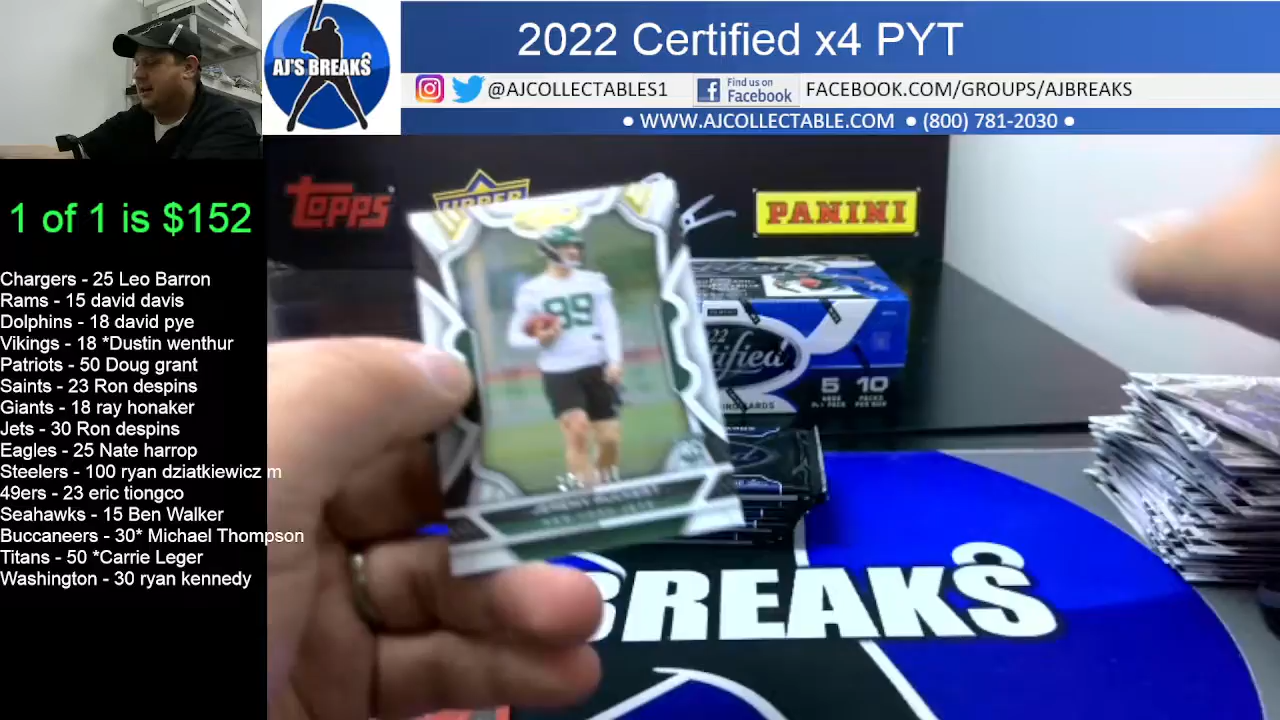 2022 Certified x4 PYT
AJ'S BREAKS
@AJCOLLECTABLES1
Find us on
Facebook
FACEBOOK.COM/GROUPS/AJBREAKS
● WWW.AJCOLLECTABLE.COM ● (800) 781-2030 ●
1 of 1 is $152
Chargers - 25 Leo Barron
Rams - 15 david davis
Dolphins - 18 david pye
Vikings - 18 *Dustin wenthur
Patriots - 50 Doug grant
Saints - 23 Ron despins
Giants - 18 ray honaker
Jets - 30 Ron despins
Eagles - 25 Nate harrop
Steelers - 100 ryan dziatkiewicz m
49ers - 23 eric tiongco
Seahawks - 15 Ben Walker
Buccaneers - 30* Michael Thompson
Titans - 50 *Carrie Leger
Washington - 30 ryan kennedy
TOPPS
UPPER
PANINI
89
5 10
BREAKS